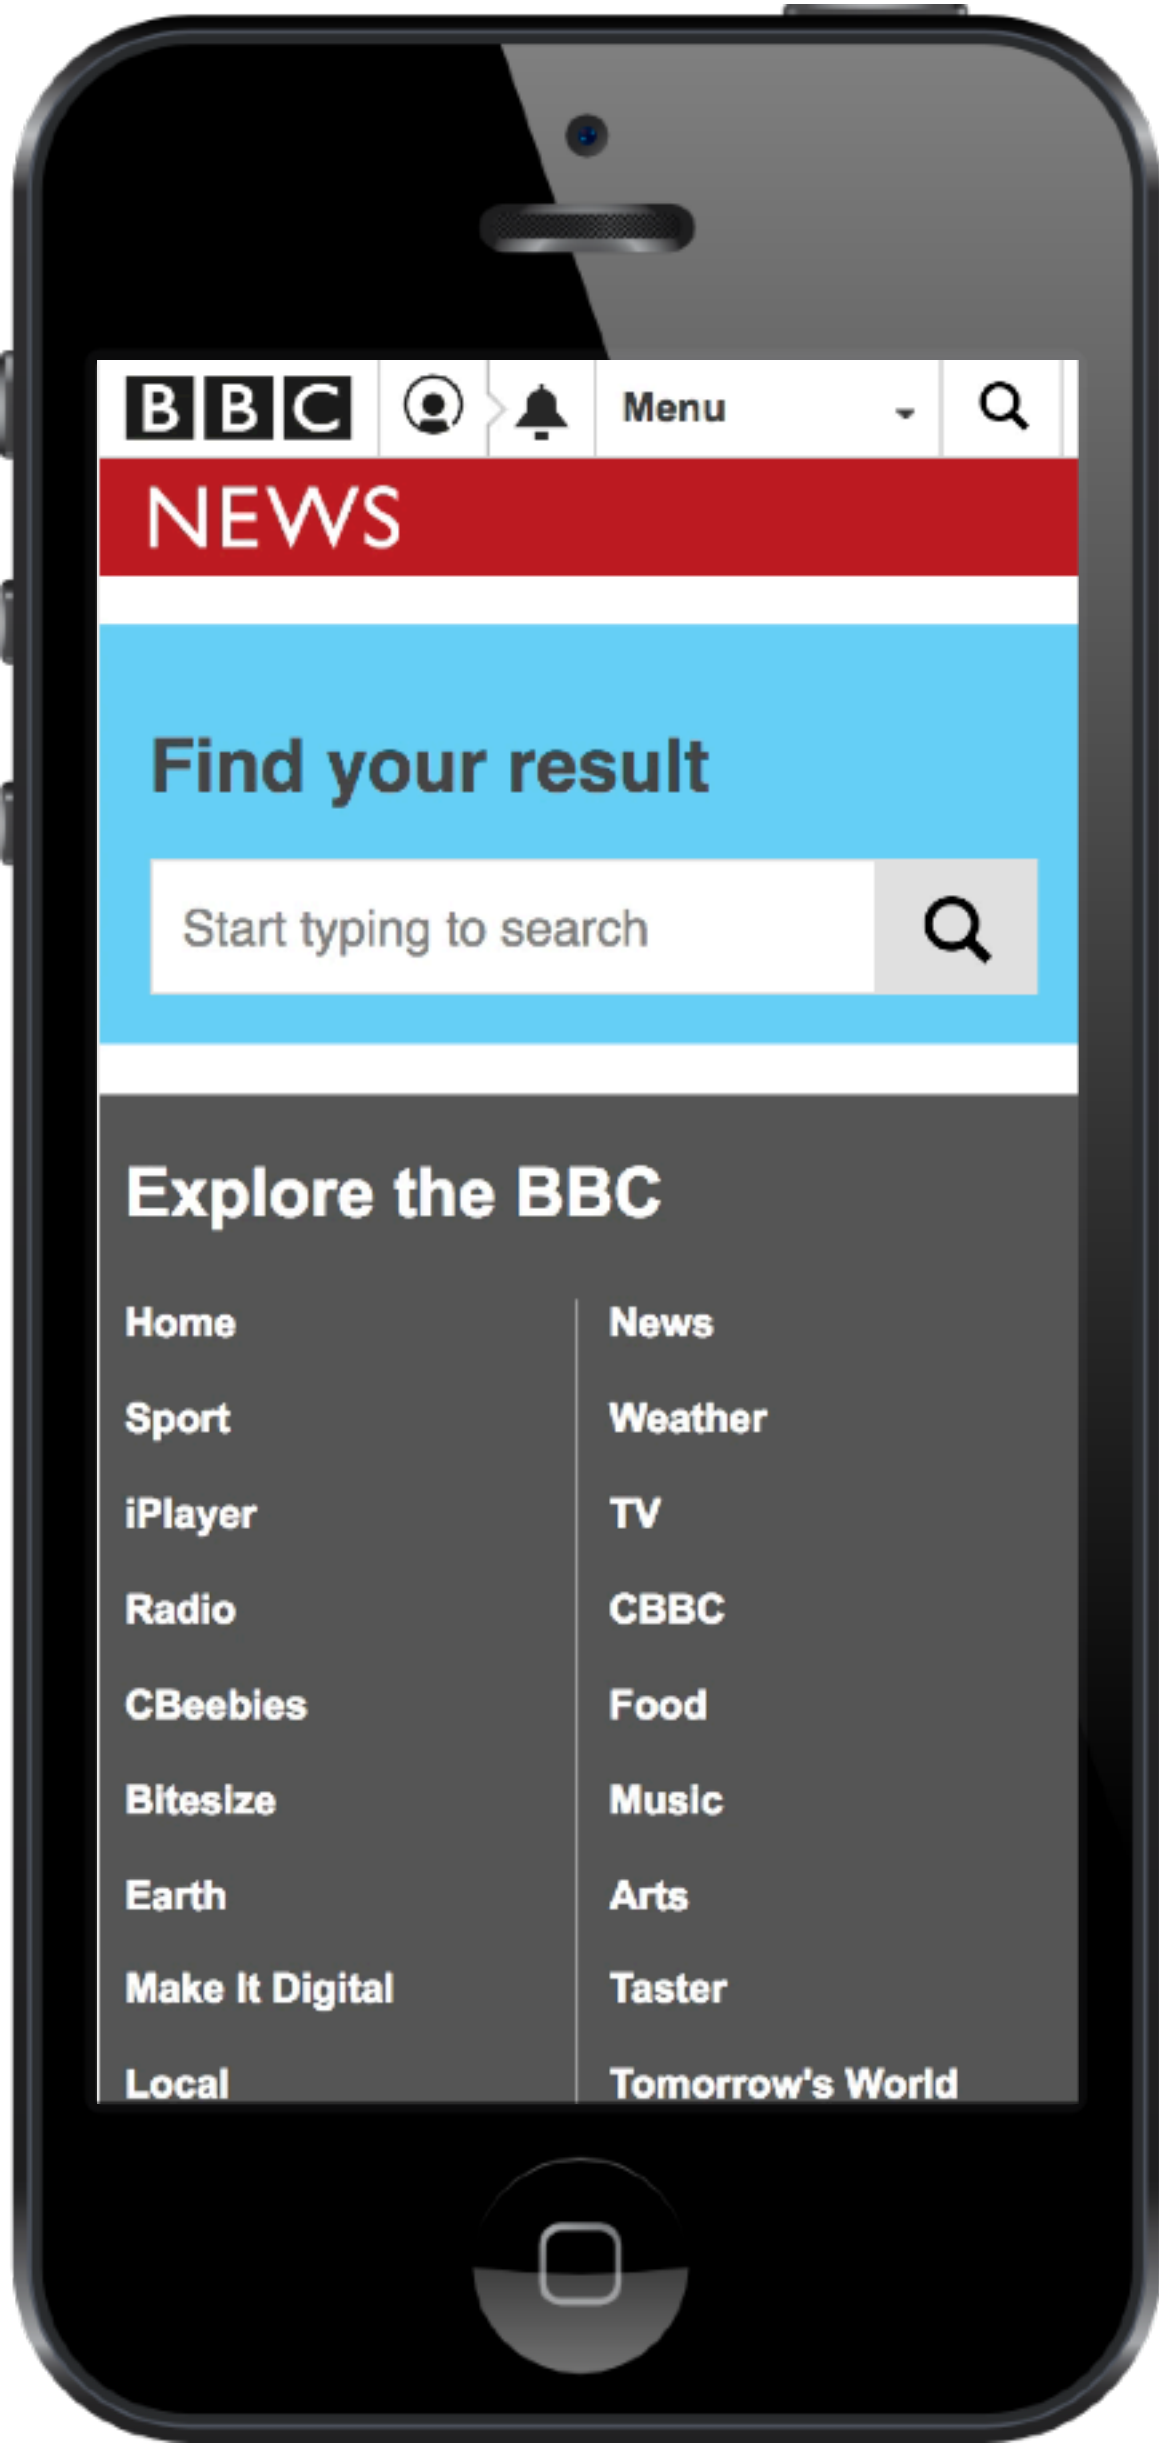 BBC Menu
NEWS
Find your result
Start typing to search
Explore the BBC
Home News
Sport Weather
iPlayer TV
Radio CBBC
CBeebies Food
Bitesize Music
Earth Arts
Make It Digital Taster
Local Tomorrow's World